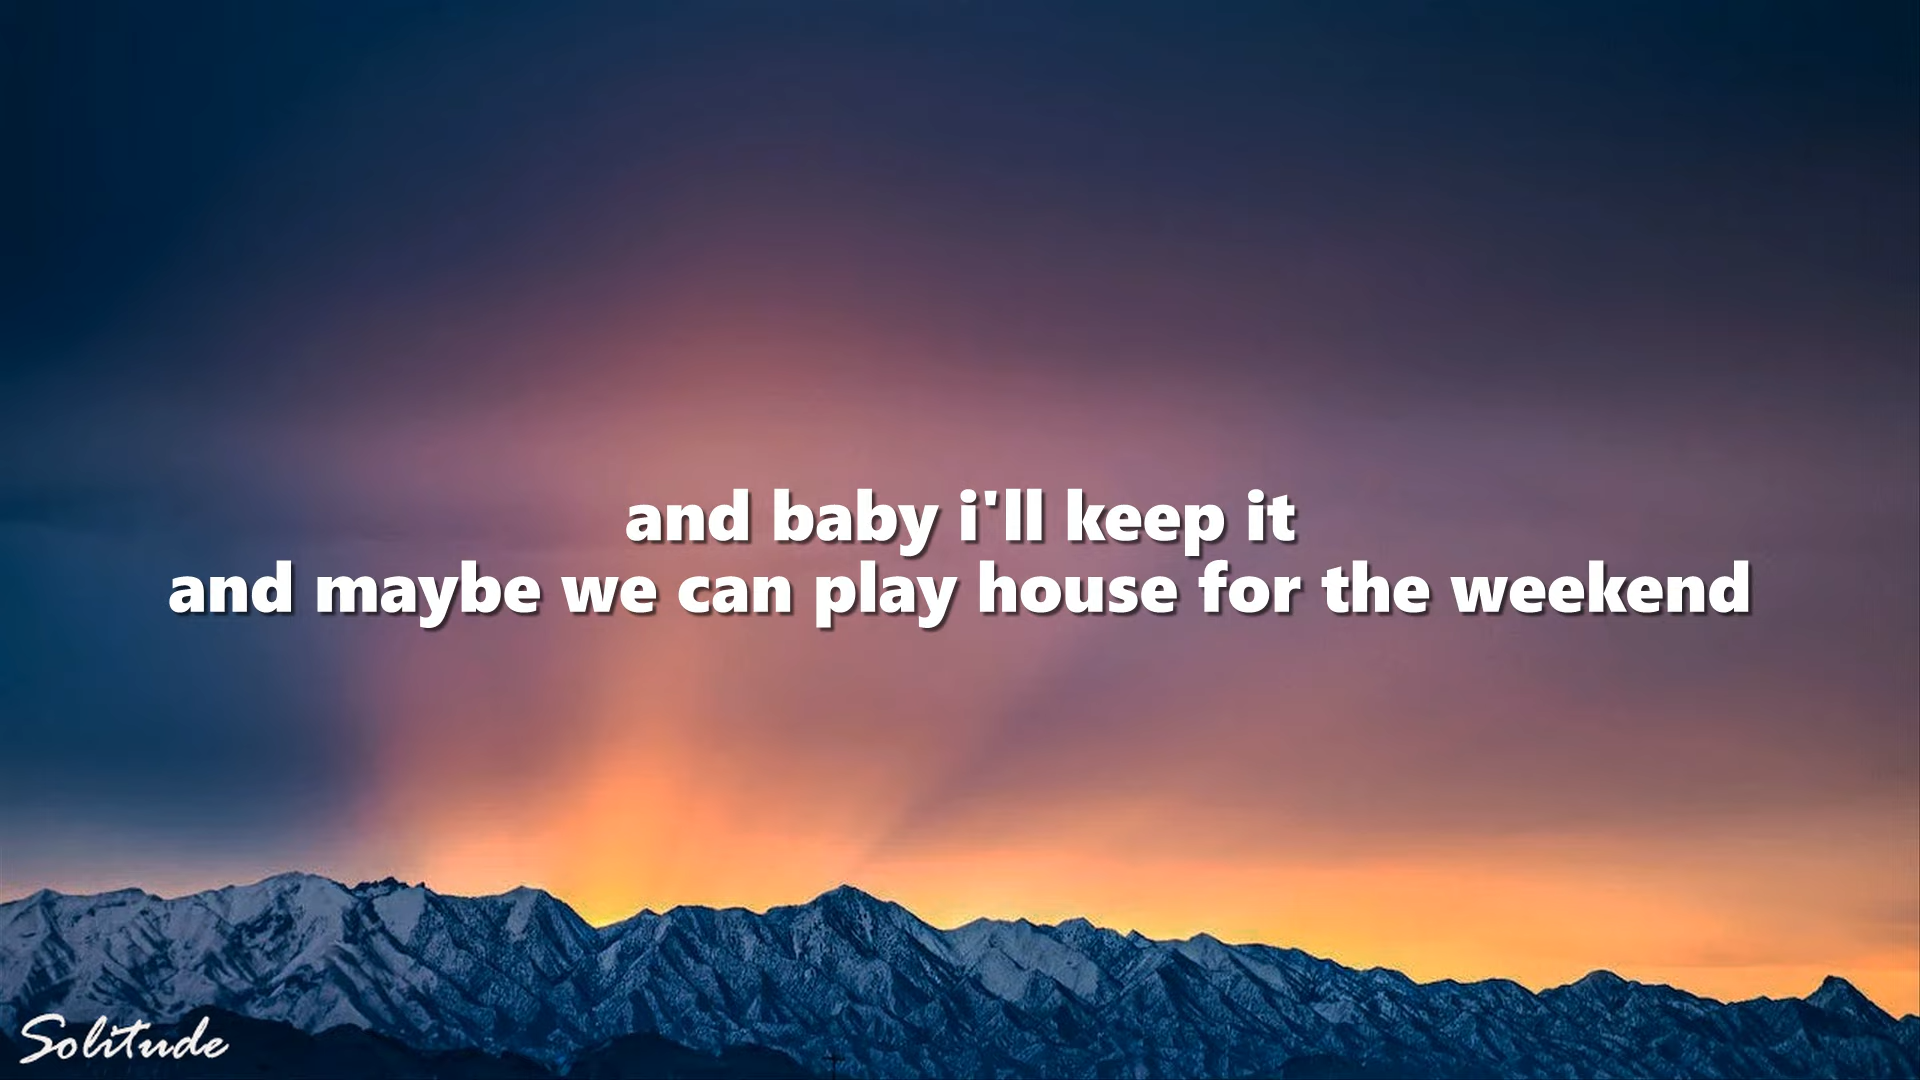 and baby i'll keep it
and maybe we can play house for the weekend
Solitude